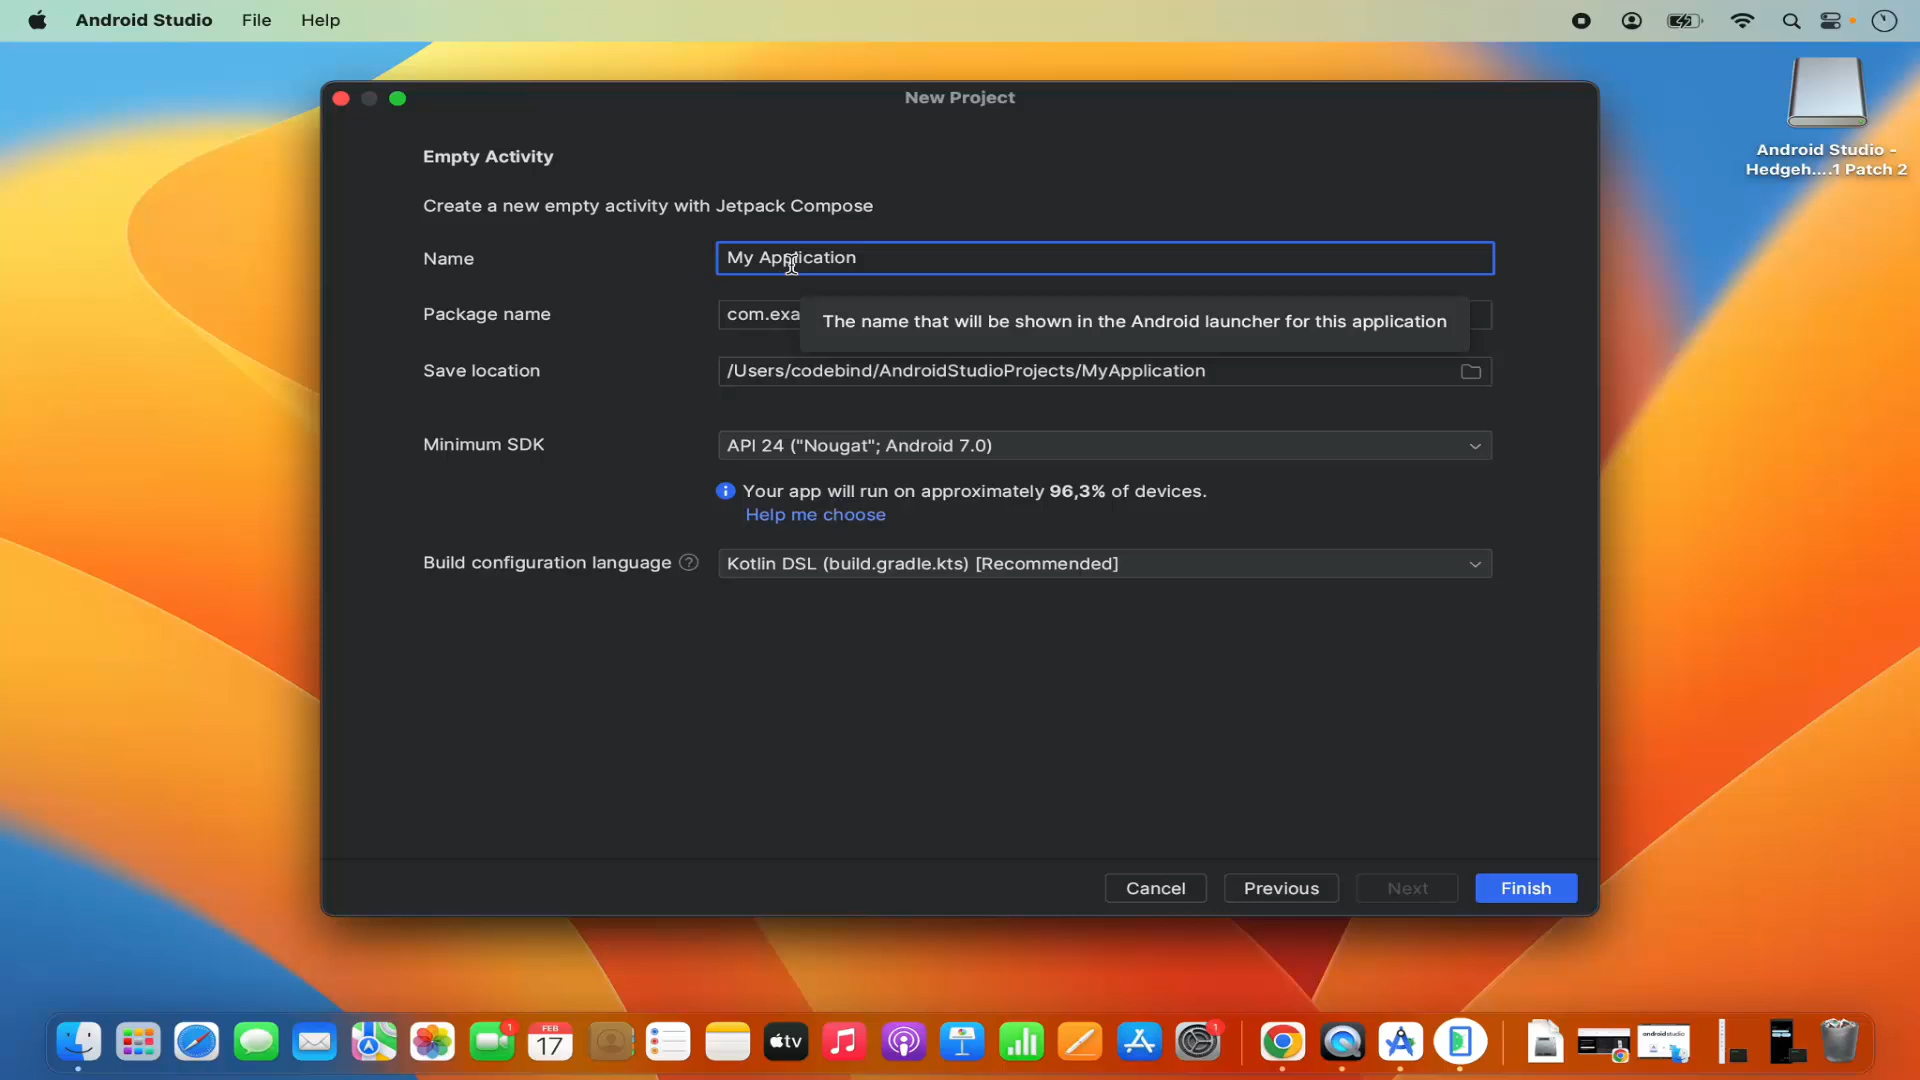 Android Studio File Help
New Project
Android Studio -
Hedgeh....1 Patch 2
Empty Activity
Create a new empty activity with Jetpack Compose
Name My Application
Package name com.exa
The name that will be shown in the Android launcher for this application
Save location /Users/codebind/AndroidStudioProjects/MyApplication
Minimum SDK API 24 ("Nougat"; Android 7.0)
Your app will run on approximately 96,3% of devices.
Help me choose
Build configuration language ? Kotlin DSL (build.gradle.kts) [Recommended]
Cancel Previous Next Finish
1 FEB 17 tv 1 androidstudio